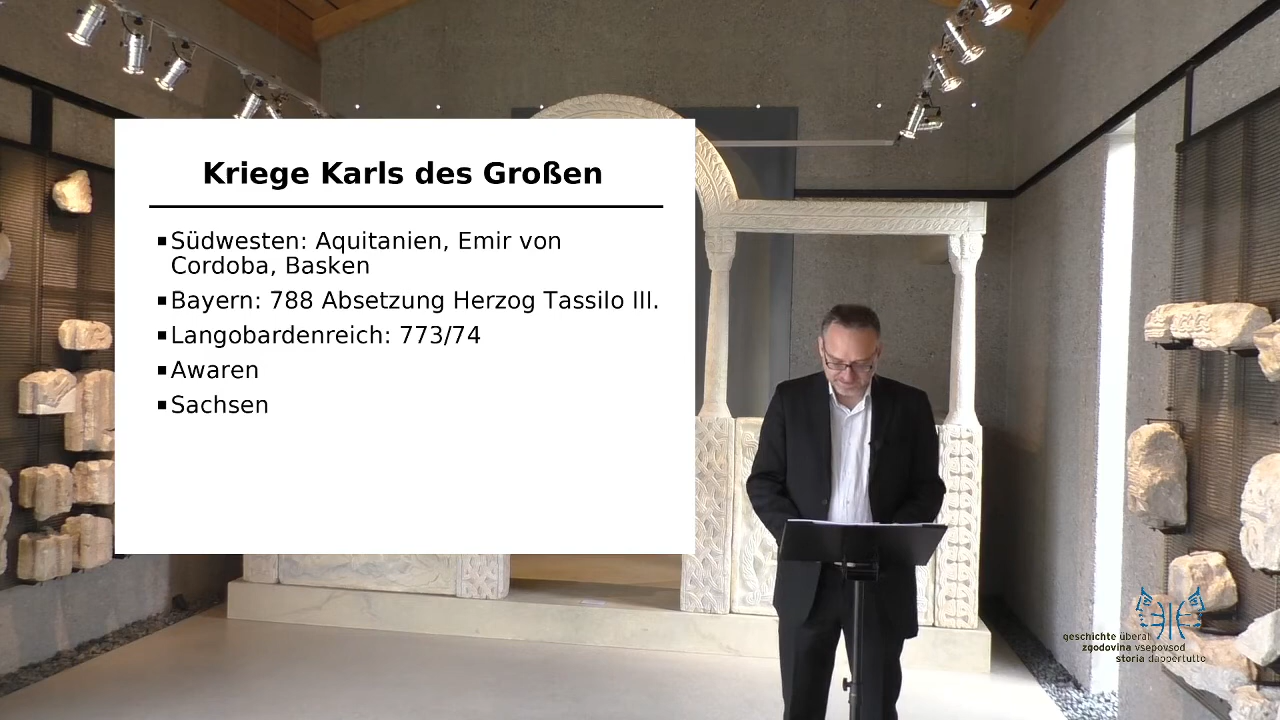 Kriege Karls des Großen
▪Südwesten: Aquitanien, Emir von
Cordoba, Basken
▪Bayern: 788 Absetzung Herzog Tassilo III.
▪Langobardenreich: 773/74
▪Awaren
▪Sachsen
geschichte überall
zgodovina vsepovsod
storia dappertutto